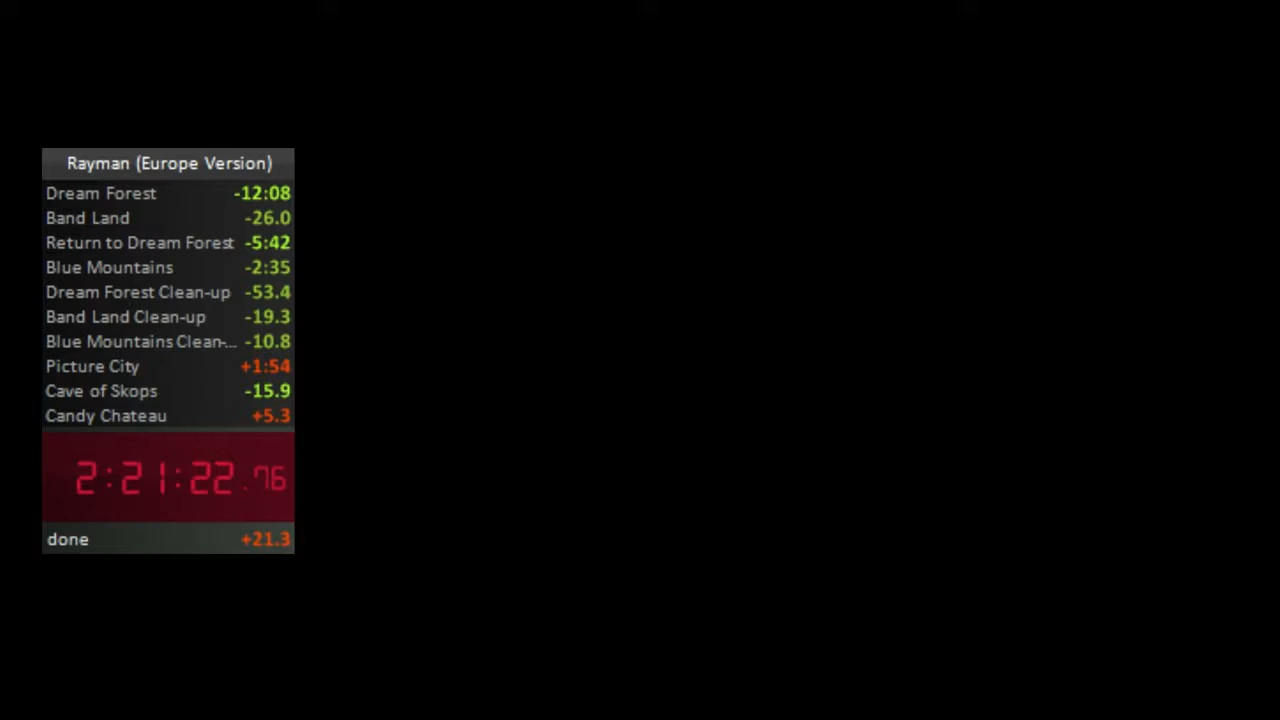 Rayman (Europe Version)
Dream Forest -12:08
Band Land -26.0
Return to Dream Forest -5:42
Blue Mountains -2:35
Dream Forest Clean-up -53.4
Band Land Clean-up -19.3
Blue Mountains Clean-... -10.8
Picture City +1:54
Cave of Skops -15.9
Candy Chateau +5.3
2:21:22.76
done +21.3